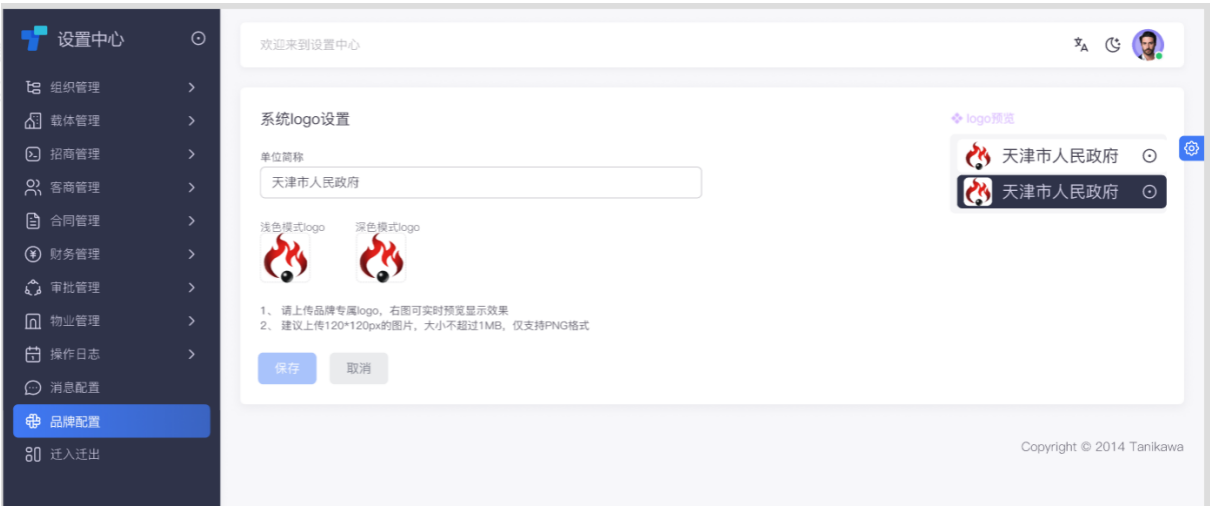 设置中心
组织管理
载体管理
招商管理
客商管理
合同管理
财务管理
审批管理
物业管理
操作日志
消息配置
品牌配置
迁入迁出
欢迎来到设置中心
系统logo设置
单位简称
天津市人民政府
浅色模式logo 深色模式logo
1、 请上传品牌专属logo，右图可实时预览显示效果
2、 建议上传120*120px的图片，大小不超过1MB，仅支持PNG格式
保存 取消
logo预览
天津市人民政府
天津市人民政府
Copyright © 2014 Tanikawa